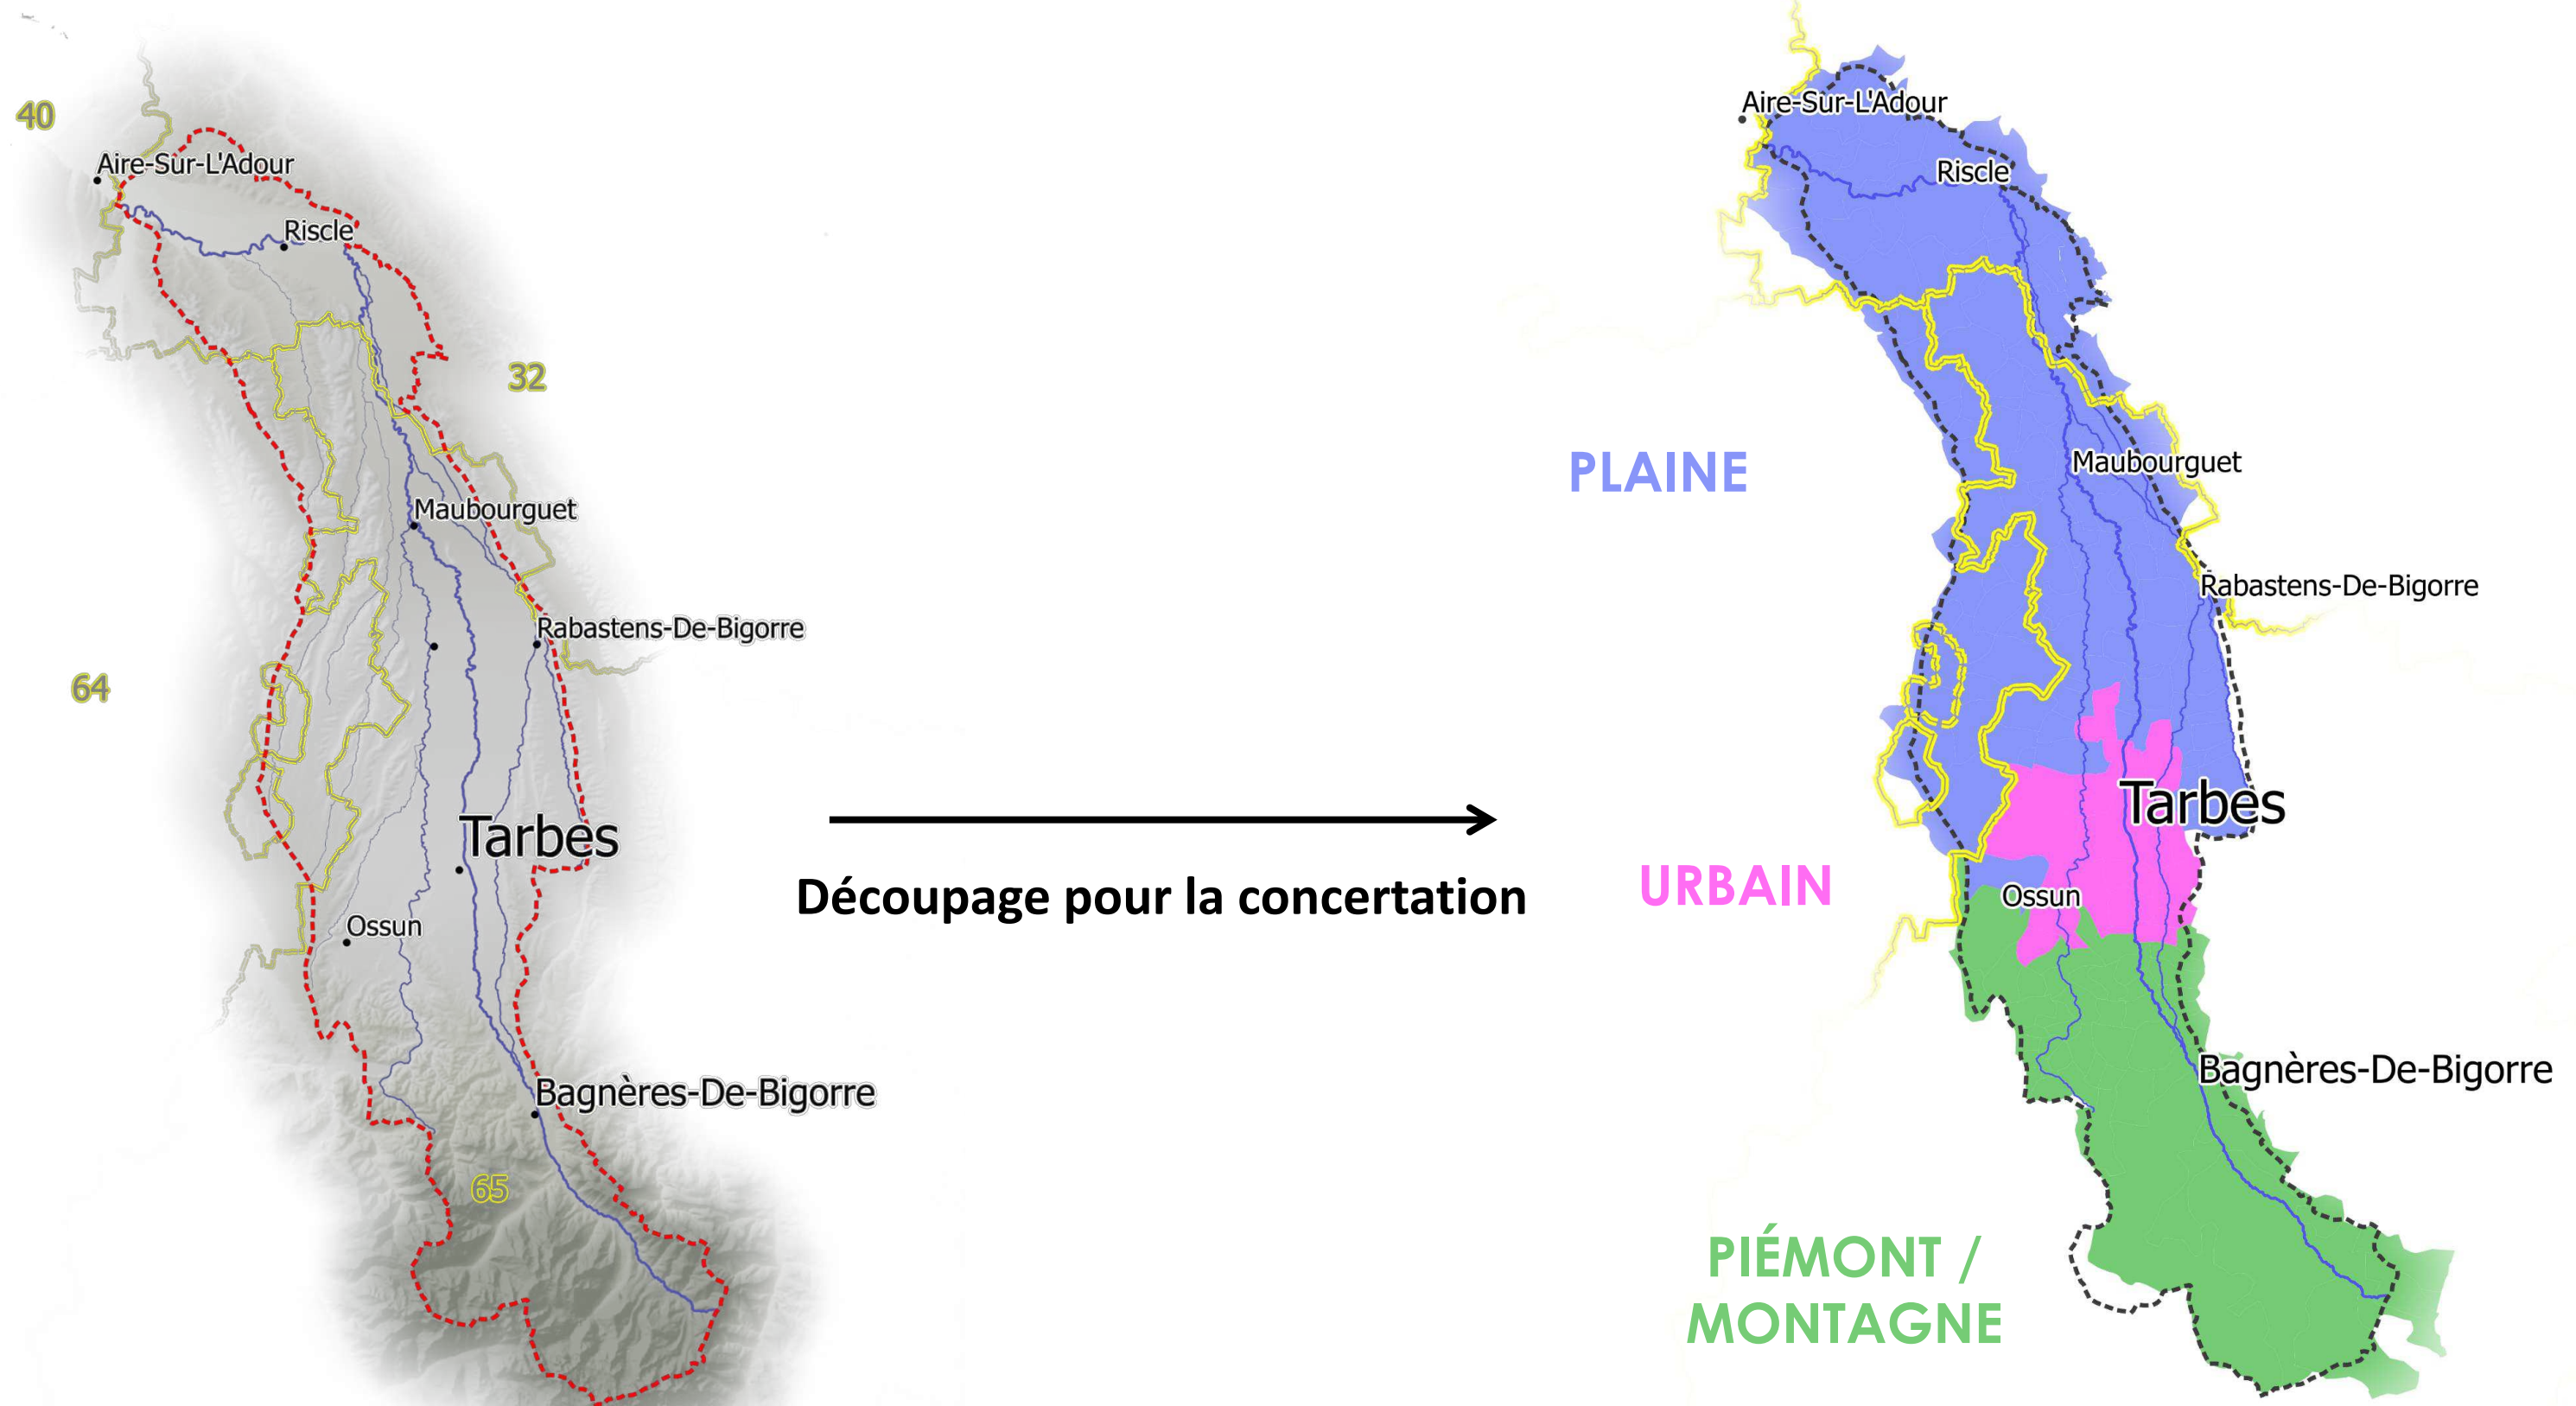 40
Aire-Sur-L'Adour
Riscle
32
Maubourguet
Rabastens-De-Bigorre
64
Tarbes
Ossun
Bagnères-De-Bigorre
65
Découpage pour la concertation
Aire-Sur-L'Adour
Riscle
PLAINE
Maubourguet
Rabastens-De-Bigorre
Tarbes
URBAIN
Ossun
Bagnères-De-Bigorre
PIÉMONT /
MONTAGNE